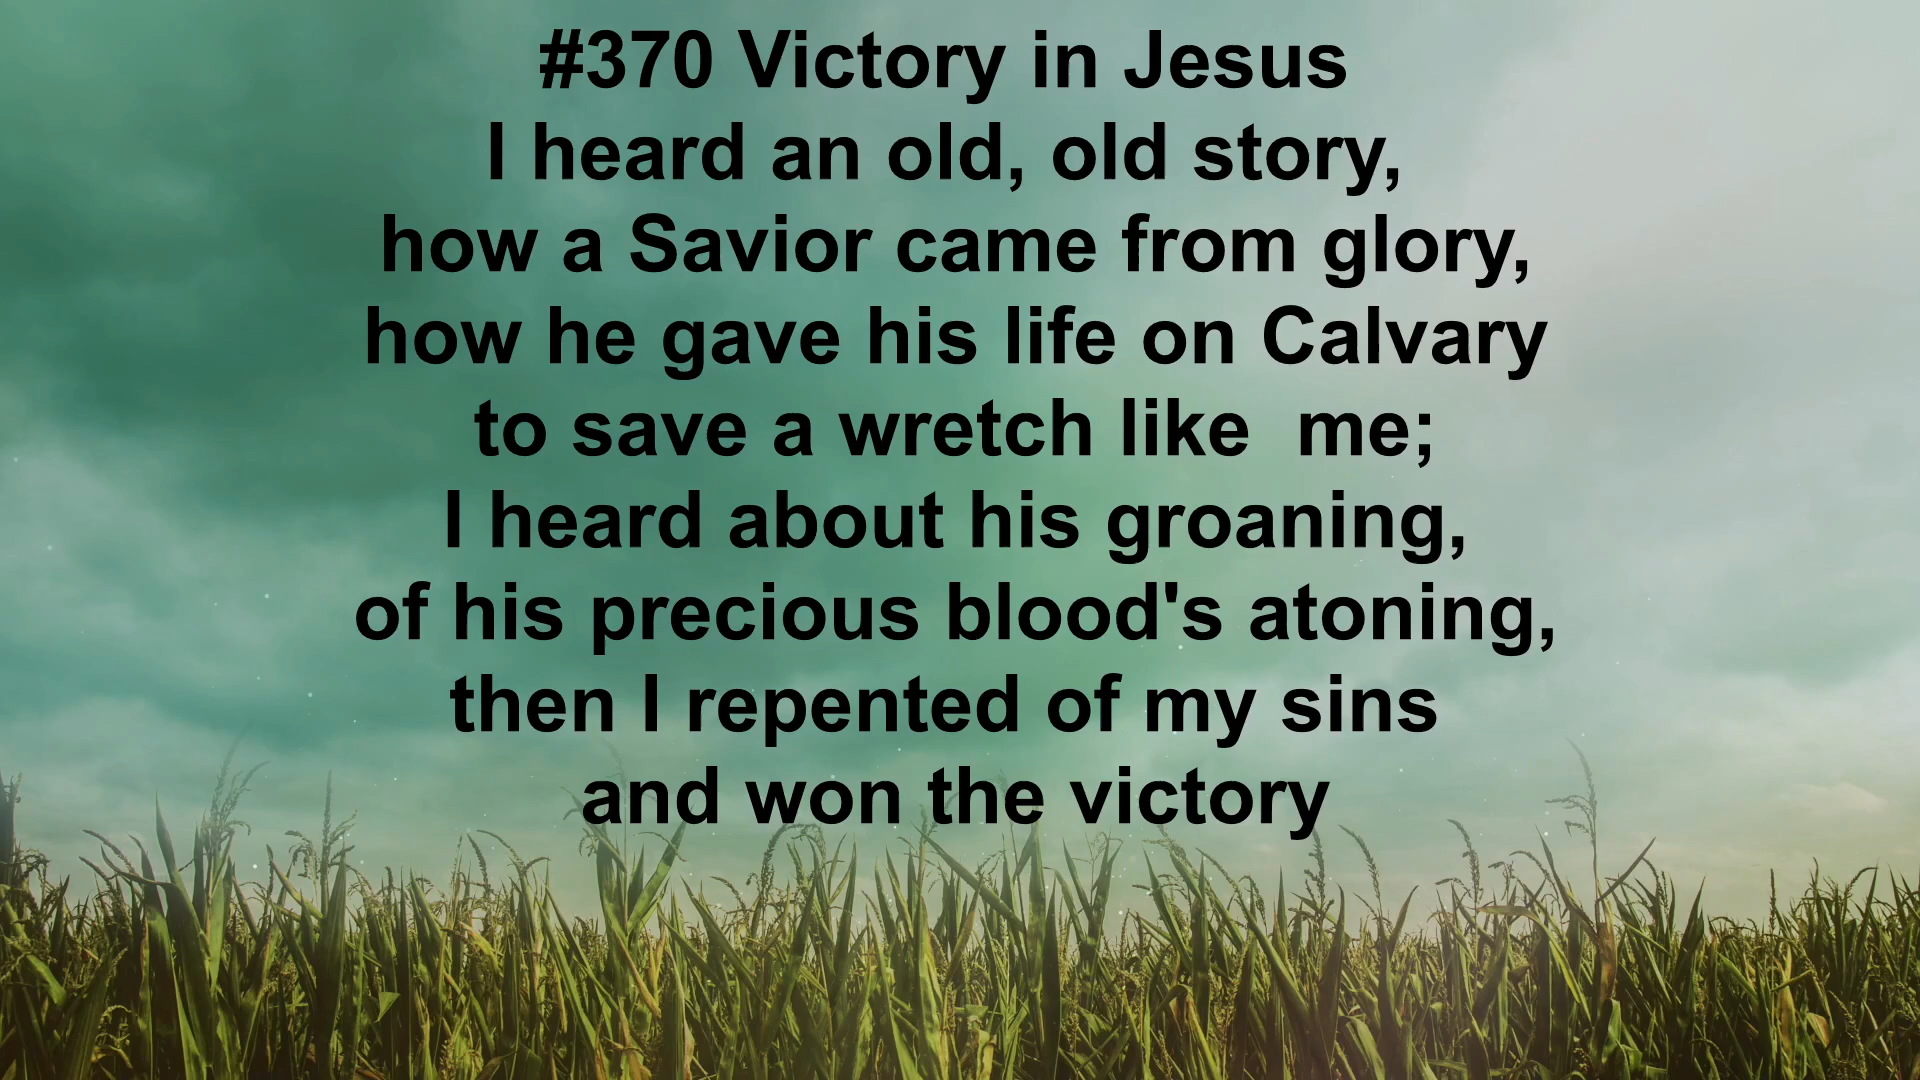 #370 Victory in Jesus
I heard an old, old story,
how a Savior came from glory,
how he gave his life on Calvary
to save a wretch like  me;
I heard about his groaning,
of his precious blood's atoning,
then I repented of my sins
and won the victory